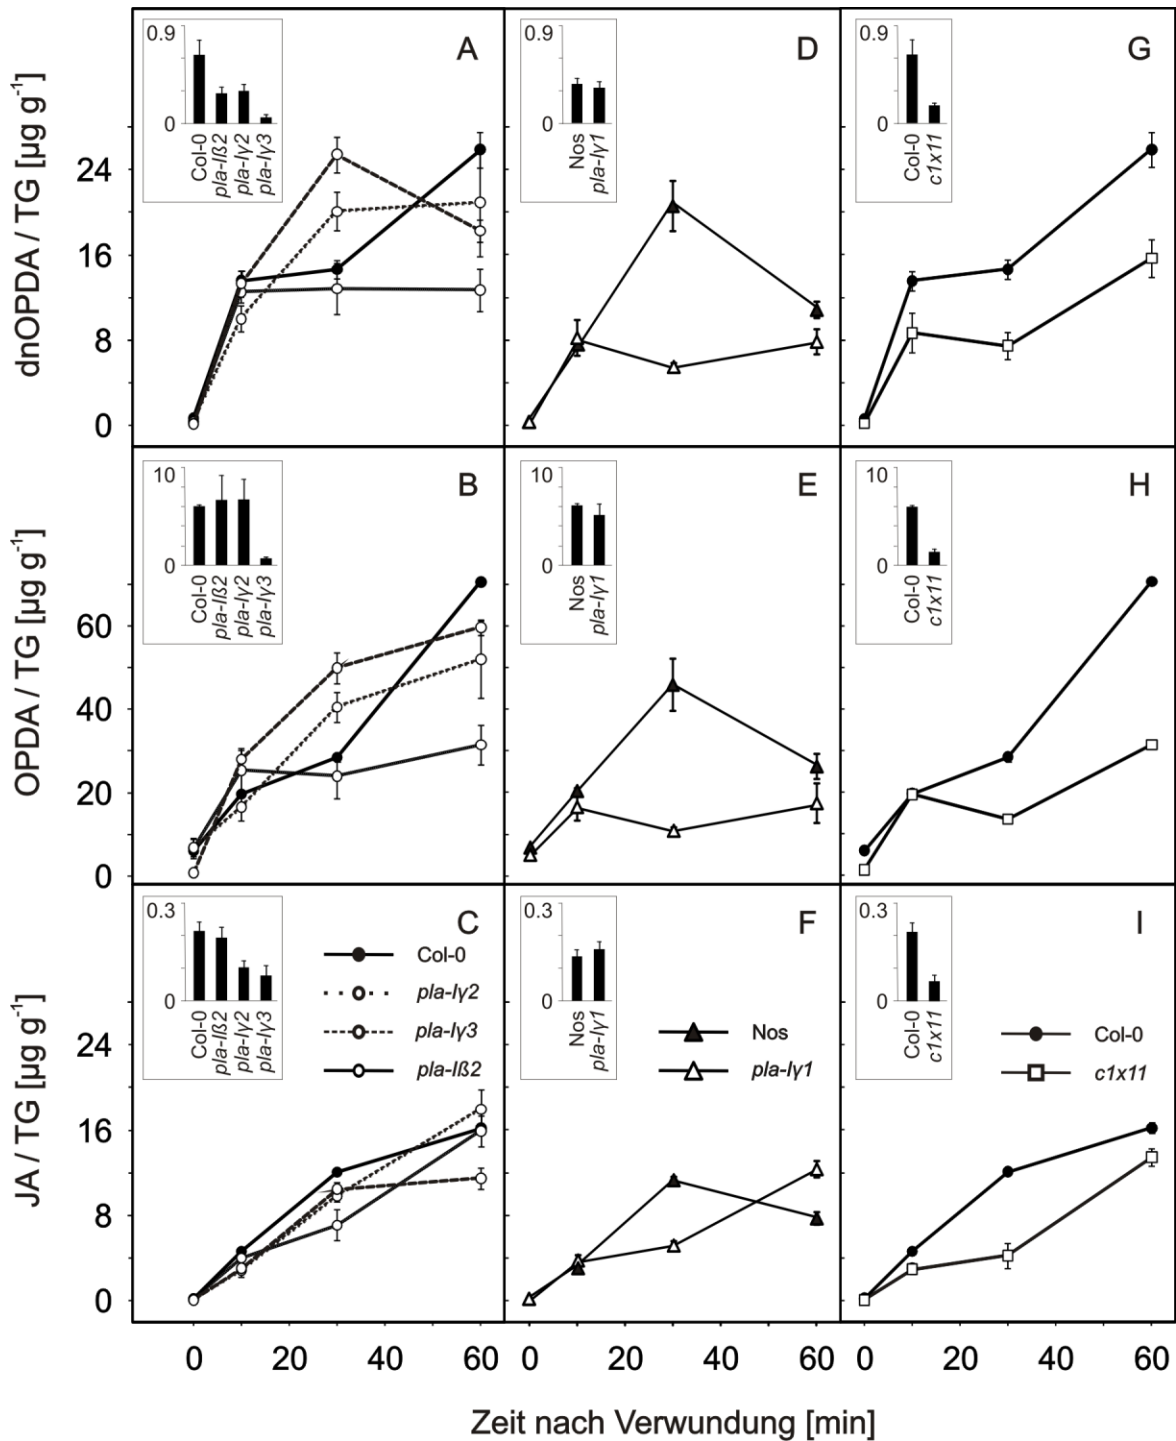 dnOPDA / TG [µg g⁻¹]
24
16
8
0
A
0.9
0
Col-0
pla-Iß2
pla-Iγ2
pla-Iγ3
D
0.9
0
Nos
pla-Iγ1
G
0.9
0
Col-0
c1x11
OPDA / TG [µg g⁻¹]
60
40
20
0
B
10
0
Col-0
pla-Iß2
pla-Iγ2
pla-Iγ3
E
10
0
Nos
pla-Iγ1
H
10
0
Col-0
c1x11
JA / TG [µg g⁻¹]
24
16
8
0
C
0.3
0
Col-0
pla-Iß2
pla-Iγ2
pla-Iγ3
Col-0
pla-Iγ2
pla-Iγ3
pla-Iß2
F
0.3
0
Nos
pla-Iγ1
Nos
pla-Iγ1
I
0.3
0
Col-0
c1x11
Col-0
c1x11
0 20 40 60 0 20 40 60 0 20 40 60
Zeit nach Verwundung [min]